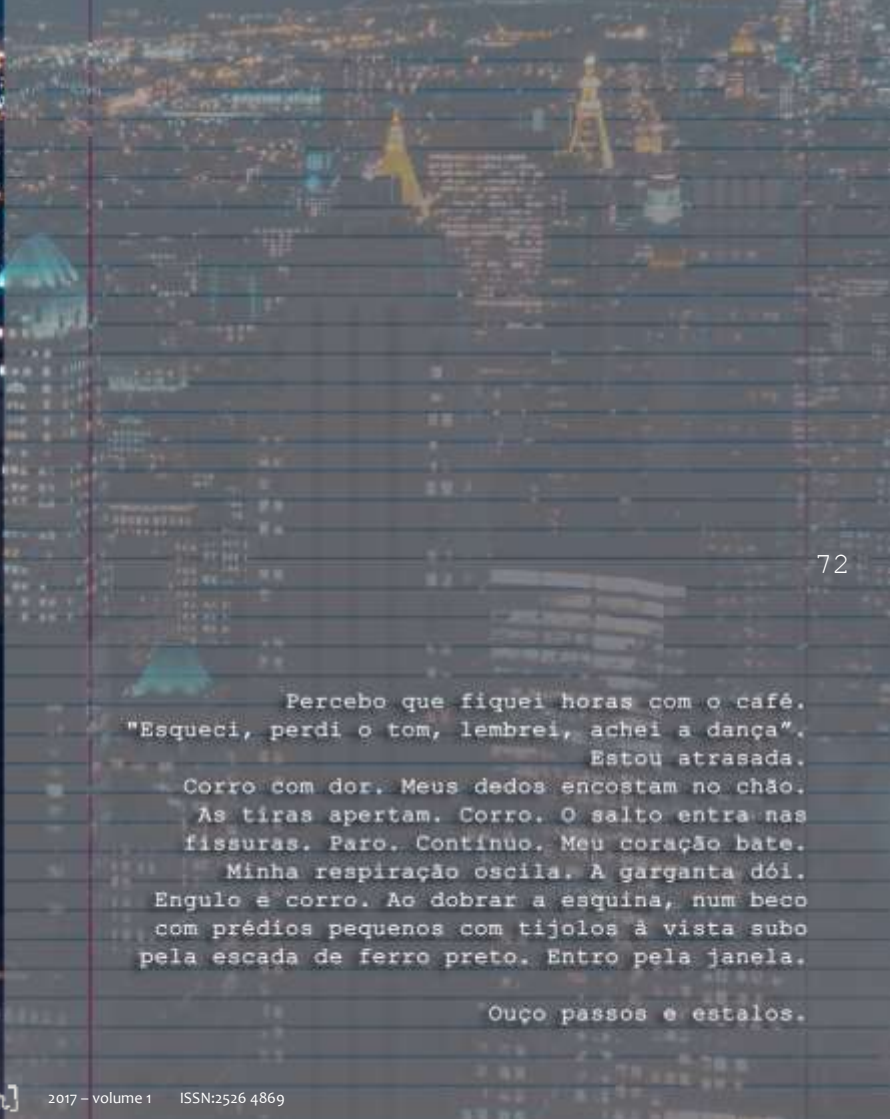 72
Percebo que fiquei horas com o café.
"Esqueci, perdi o tom, lembrei, achei a dança”.
Estou atrasada.
Corro com dor. Meus dedos encostam no chão.
As tiras apertam. Corro. O salto entra nas
fissuras. Paro. Contínuo. Meu coração bate.
Minha respiração oscila. A garganta dói.
Engulo e corro. Ao dobrar a esquina, num beco
com prédios pequenos com tijolos à vista subo
pela escada de ferro preto. Entro pela janela.
Ouço passos e estalos.
2017 – volume 1 ISSN:2526 4869